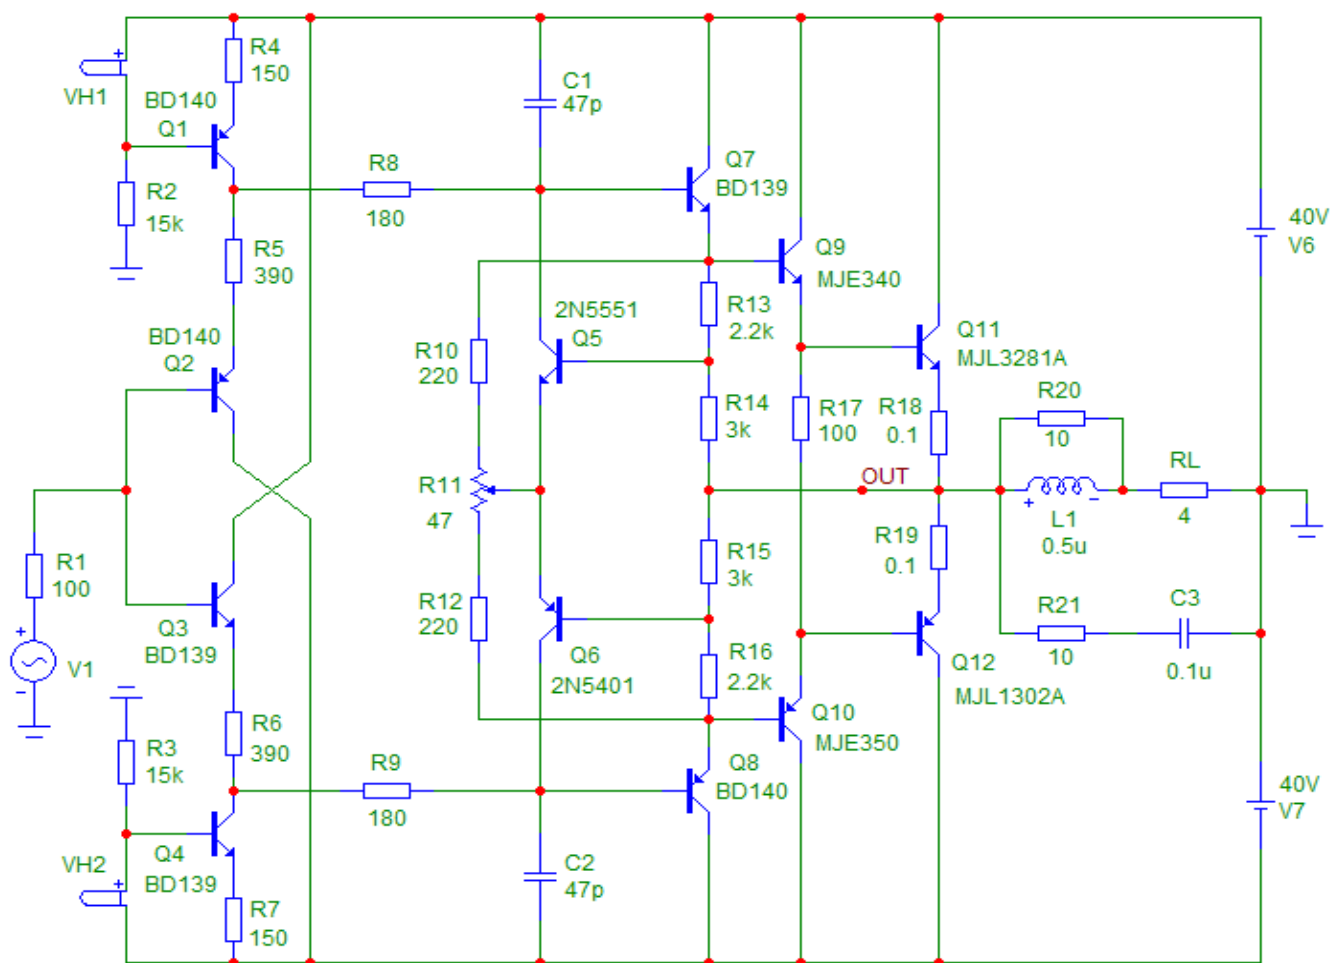 VH1
R4
150
BD140
Q1
R2
15k
R5
390
BD140
Q2
R1
100
V1
Q3
BD139
R6
390
R3
15k
VH2
Q4
BD139
R7
150
R8
180
R9
180
C1
47p
2N5551
Q5
R10
220
R11
47
R12
220
Q6
2N5401
C2
47p
Q7
BD139
R13
2.2k
R14
3k
R15
3k
R16
2.2k
Q8
BD140
Q9
MJE340
R17
100
Q10
MJE350
Q11
MJL3281A
R18
0.1
OUT
R19
0.1
Q12
MJL1302A
R20
10
L1
0.5u
RL
4
R21
10
C3
0.1u
40V
V6
40V
V7